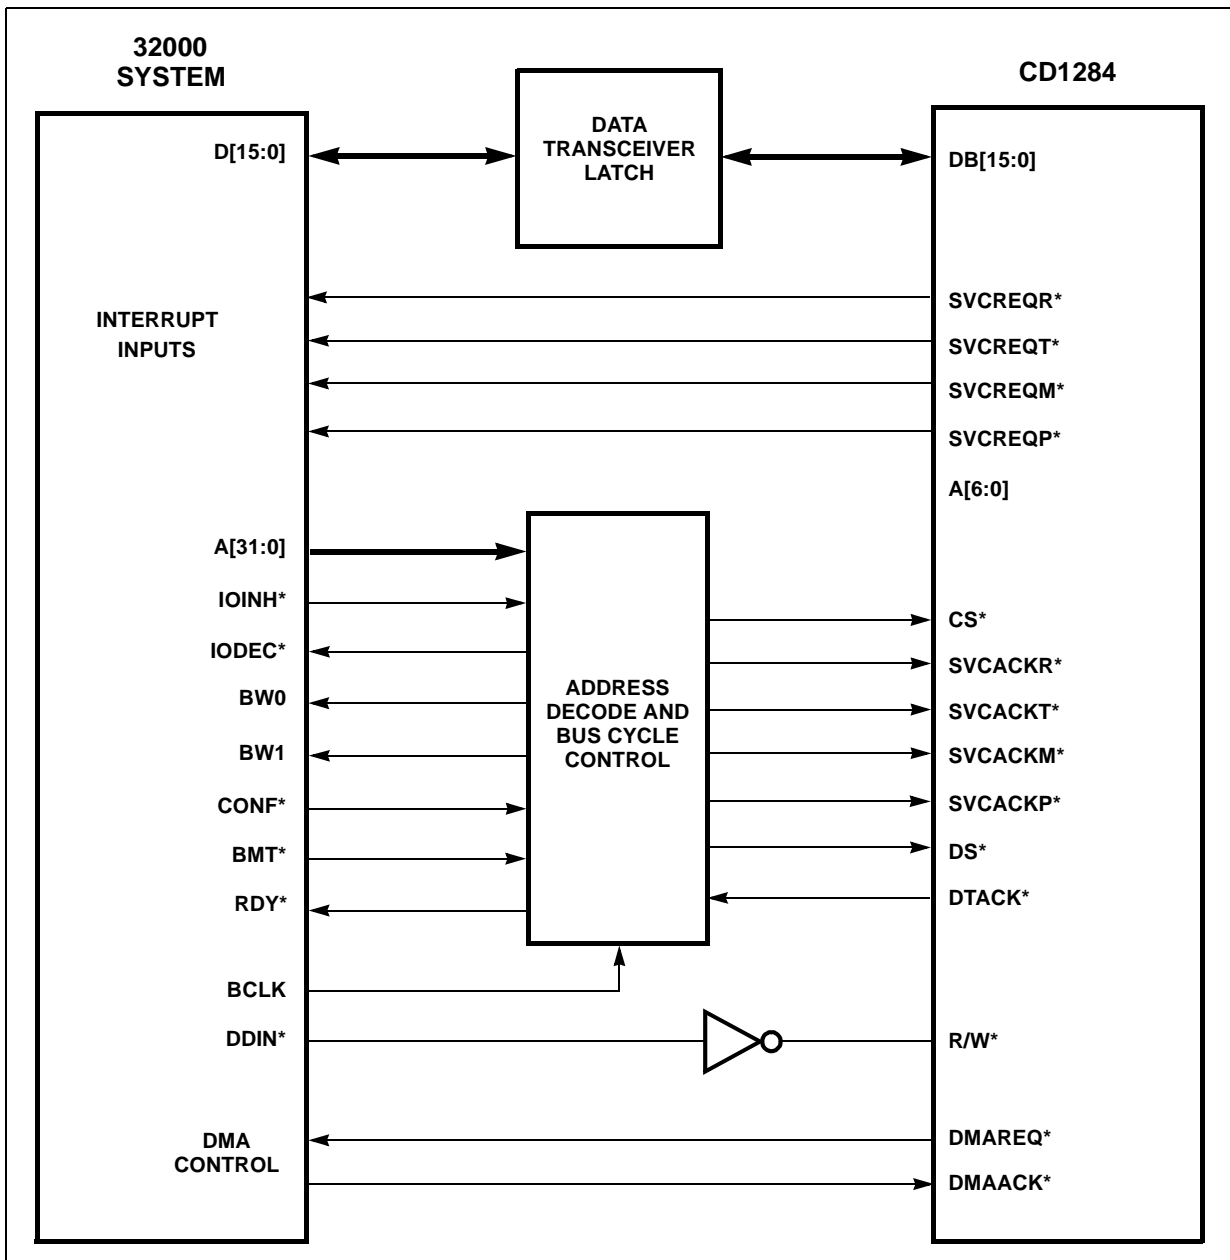 32000
SYSTEM
CD1284
D[15:0]
DATA
TRANSCEIVER
LATCH
DB[15:0]
INTERRUPT
INPUTS
SVCREQR*
SVCREQT*
SVCREQM*
SVCREQP*
A[6:0]
A[31:0]
IOINH*
IODEC*
BW0
BW1
CONF*
BMT*
RDY*
BCLK
DDIN*
ADDRESS
DECODE AND
BUS CYCLE
CONTROL
CS*
SVCACKR*
SVCACKT*
SVCACKM*
SVCACKP*
DS*
DTACK*
R/W*
DMA
CONTROL
DMAREQ*
DMAACK*